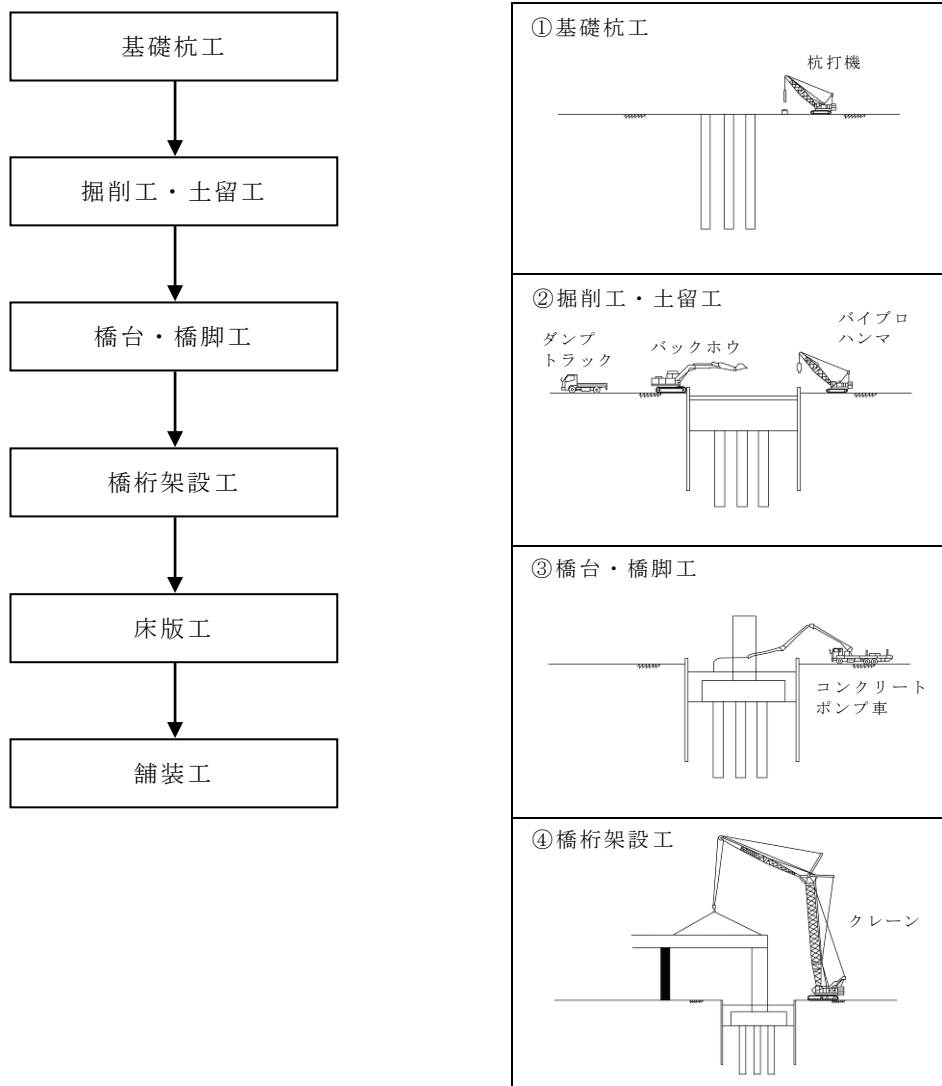 基礎杭工
掘削工・土留工
橋台・橋脚工
橋桁架設工
床版工
舗装工
①基礎杭工
杭打機
②掘削工・土留工
ダンプ
トラック
バックホウ
バイブロ
ハンマ
③橋台・橋脚工
コンクリート
ポンプ車
④橋桁架設工
クレーン